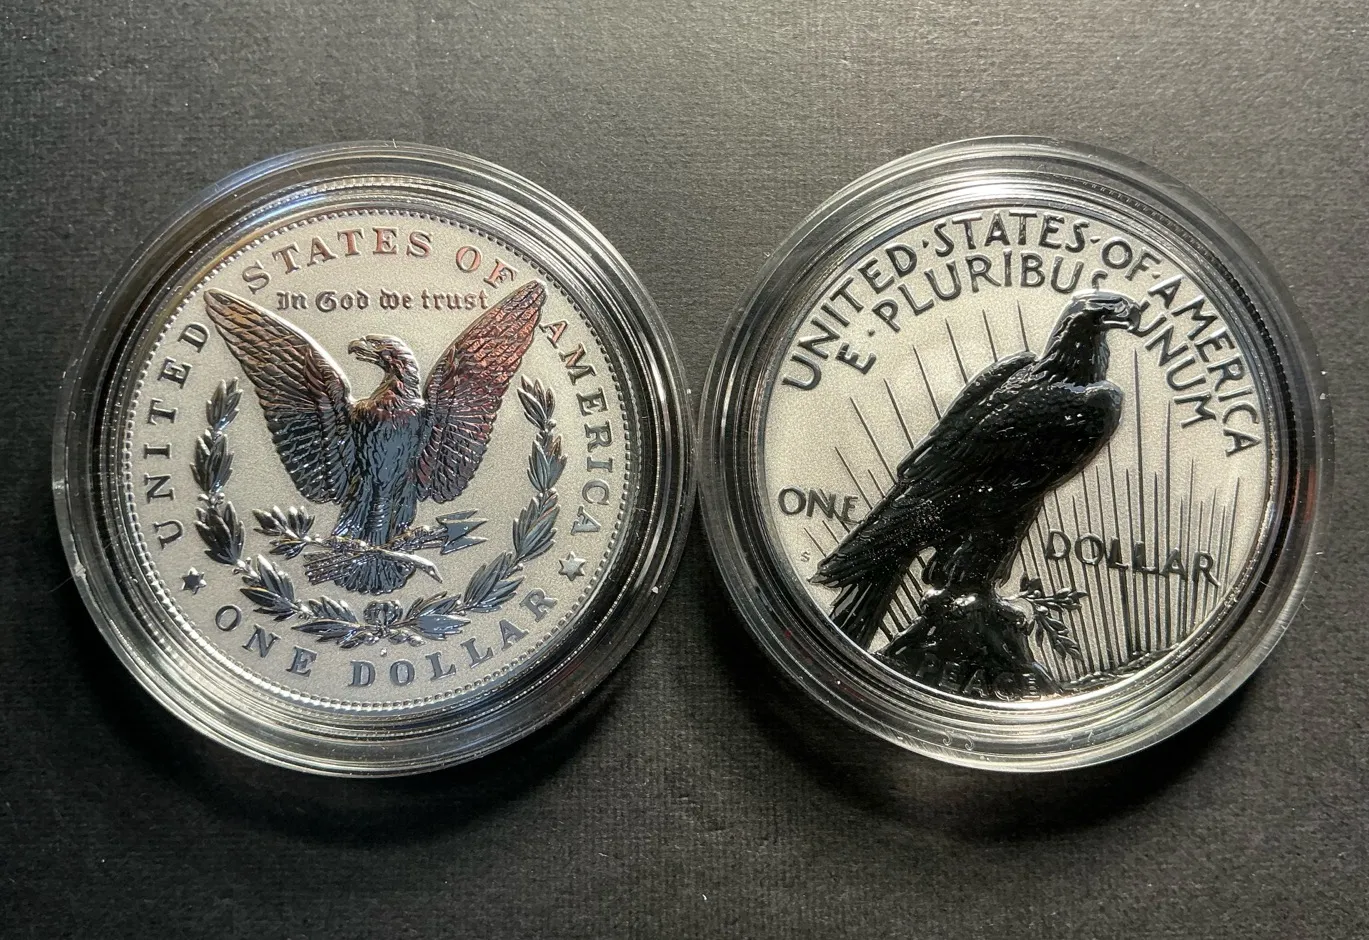 UNITED STATES OF AMERICA
In God we trust
ONE DOLLAR
UNITED·STATES·OF·AMERICA
E·PLURIBUS UNUM
ONE
DOLLAR
S
PEACE